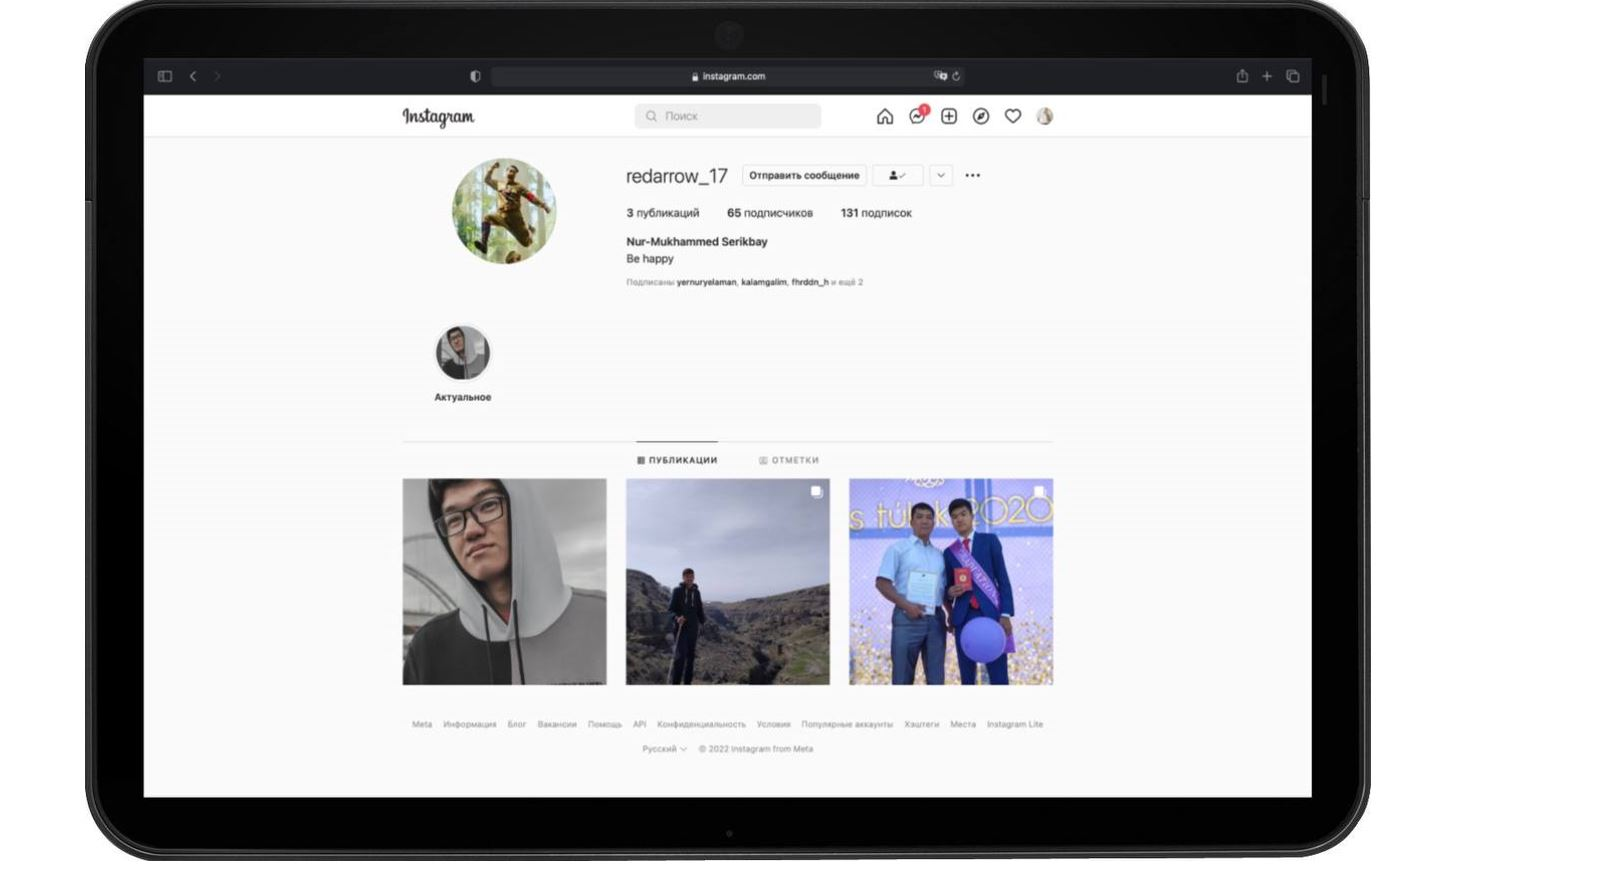 instagram.com
Instagram
Поиск
1
redarrow_17 Отправить сообщение
3 публикаций 65 подписчиков 131 подписок
Nur-Mukhammed Serikbay
Be happy
Подписаны yernuryelaman, kalamgalim, fhrddn_h и ещё 2
Актуальное
ПУБЛИКАЦИИ ОТМЕТКИ
2020
Meta Информация Блог Вакансии Помощь API Конфиденциальность Условия Популярные аккаунты Хэштеги Места Instagram Lite
Русский © 2022 Instagram from Meta